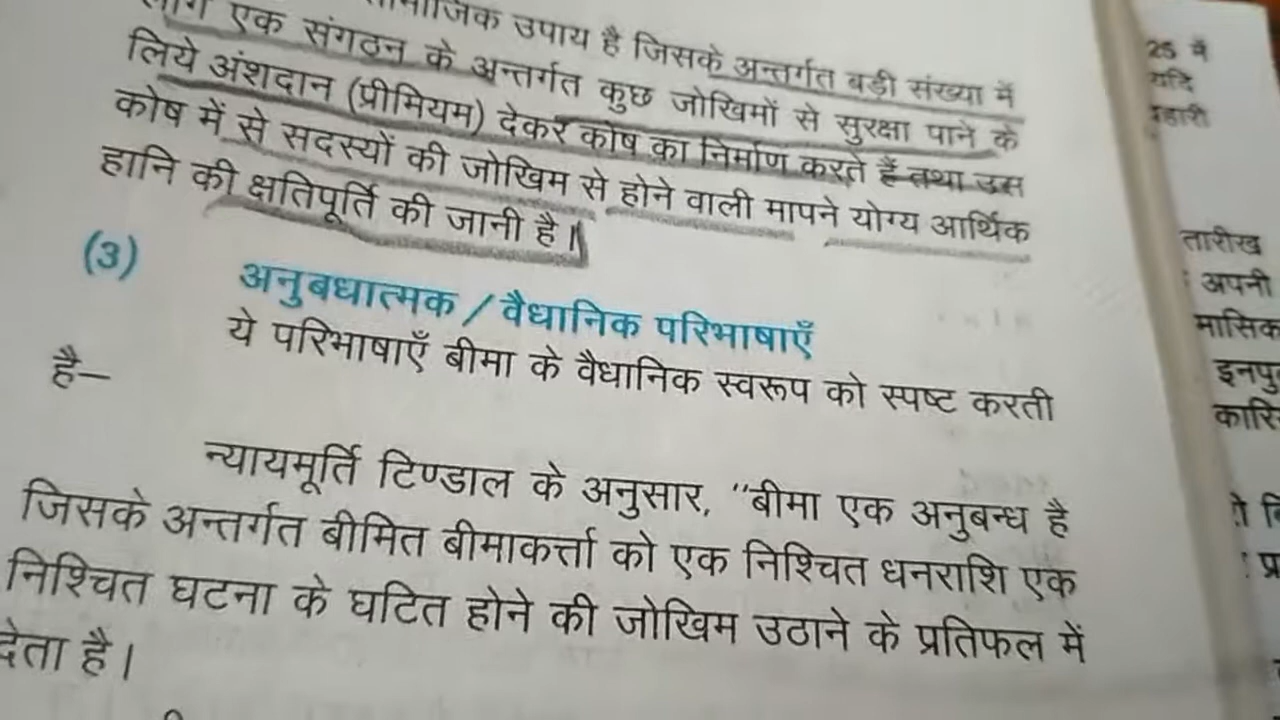 उपाय है जिसके अन्तर्गत बड़ी संख्या में
लोग एक संगठन के अन्तर्गत कुछ जोखिमों से सुरक्षा पाने के
लिये अंशदान (प्रीमियम) देकर कोष का निर्माण करते हैं तथा उस
कोष में से सदस्यों की जोखिम से होने वाली मापने योग्य आर्थिक
हानि की क्षतिपूर्ति की जानी है।
(3) अनुबधात्मक / वैधानिक परिभाषाएँ
ये परिभाषाएँ बीमा के वैधानिक स्वरूप को स्पष्ट करती
है–
न्यायमूर्ति टिण्डाल के अनुसार, "बीमा एक अनुबन्ध है
जिसके अन्तर्गत बीमित बीमाकर्त्ता को एक निश्चित धनराशि एक
निश्चित घटना के घटित होने की जोखिम उठाने के प्रतिफल में
देता है।
25 में
यदि
तारीख
अपनी
मासिक